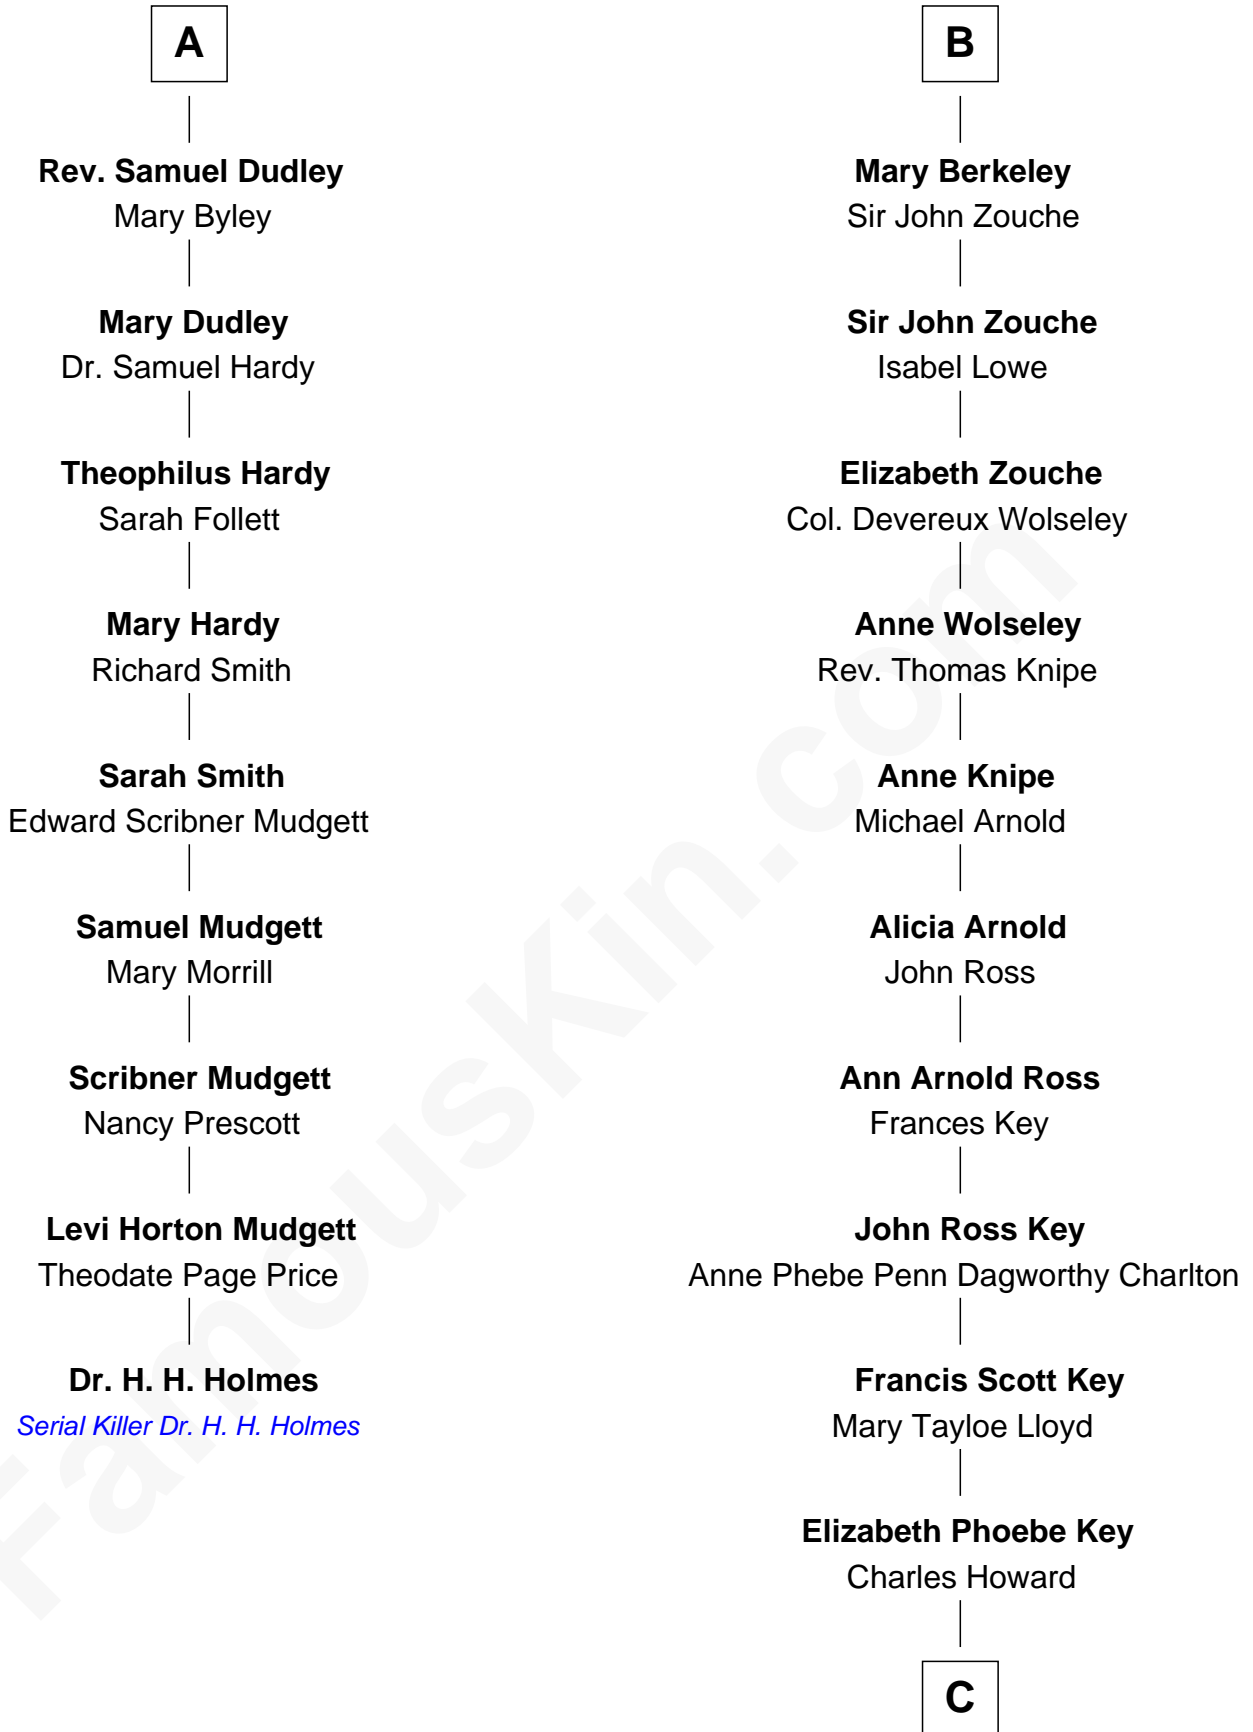 A
Rev. Samuel Dudley
Mary Byley
Mary Dudley
Dr. Samuel Hardy
Theophilus Hardy
Sarah Follett
Mary Hardy
Richard Smith
Sarah Smith
Edward Scribner Mudgett
Samuel Mudgett
Mary Morrill
Scribner Mudgett
Nancy Prescott
Levi Horton Mudgett
Theodate Page Price
Dr. H. H. Holmes
Serial Killer Dr. H. H. Holmes
B
Mary Berkeley
Sir John Zouche
Sir John Zouche
Isabel Lowe
Elizabeth Zouche
Col. Devereux Wolseley
Anne Wolseley
Rev. Thomas Knipe
Anne Knipe
Michael Arnold
Alicia Arnold
John Ross
Ann Arnold Ross
Frances Key
John Ross Key
Anne Phebe Penn Dagworthy Charlton
Francis Scott Key
Mary Tayloe Lloyd
Elizabeth Phoebe Key
Charles Howard
C
FamousKin.com